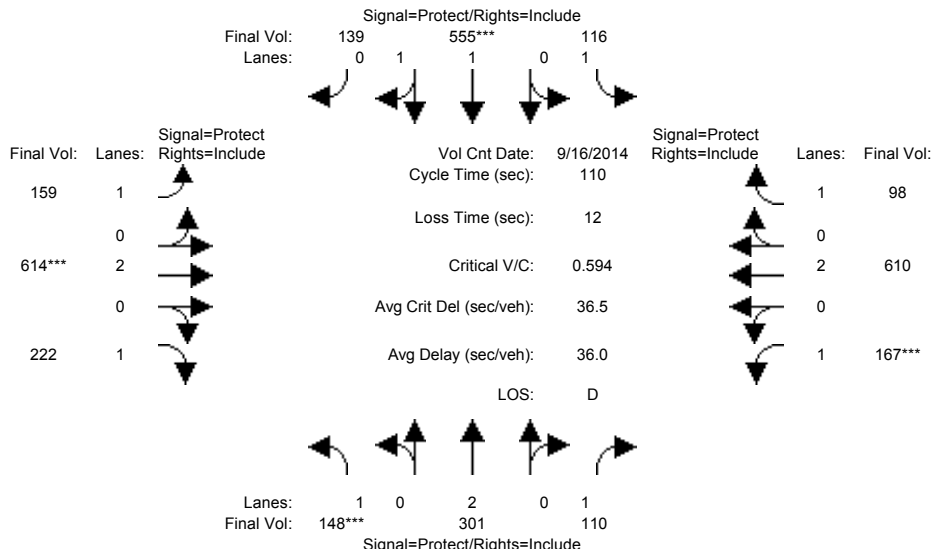 Signal=Protect/Rights=Include
Final Vol: 139 555*** 116
Lanes: 0 1 1 0 1
Signal=Protect Signal=Protect
Final Vol: Lanes: Rights=Include Vol Cnt Date: 9/16/2014 Rights=Include Lanes: Final Vol:
Cycle Time (sec): 110
159 1 1 98
Loss Time (sec): 12
0 0
614*** 2 Critical V/C: 0.594 2 610
0 Avg Crit Del (sec/veh): 36.5 0
222 1 Avg Delay (sec/veh): 36.0 1 167***
LOS: D
Lanes: 1 0 2 0 1
Final Vol: 148*** 301 110
Signal=Protect/Rights=Include